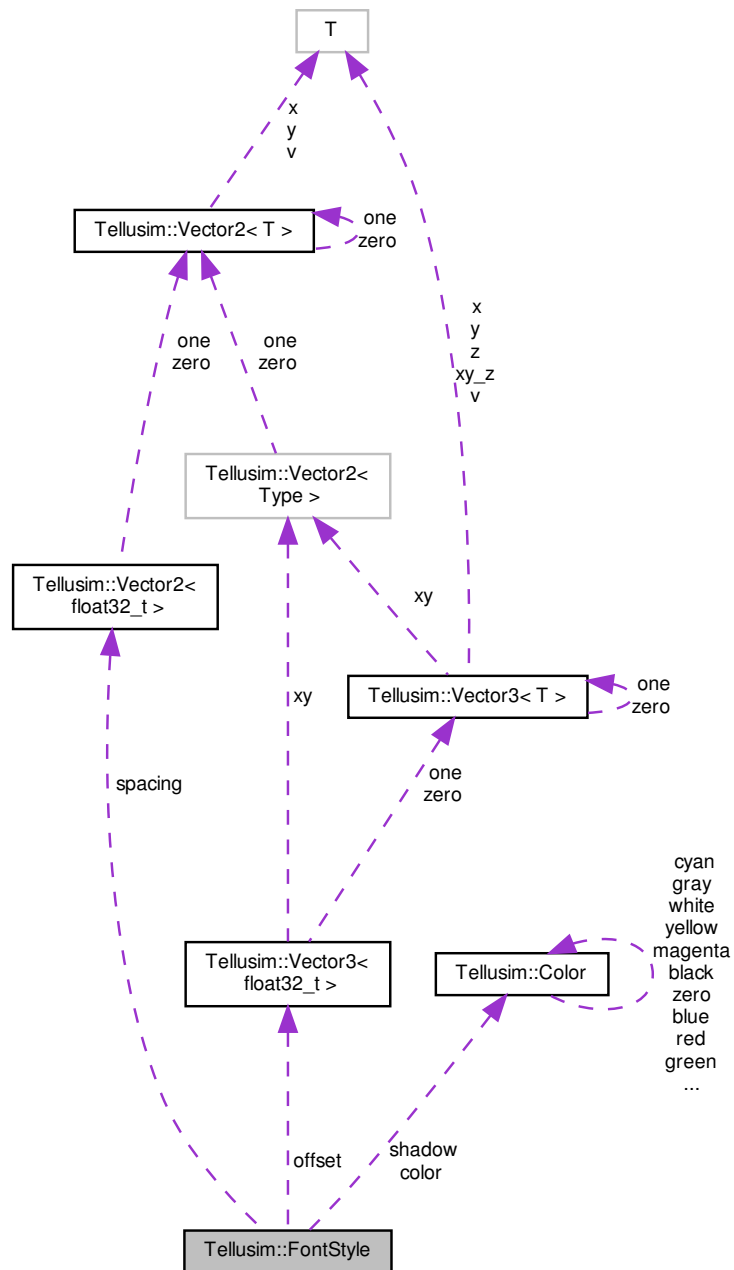 T
x
y
v
Tellusim::Vector2< T >
one
zero
x
y
z
xy_z
v
one
zero
one
zero
Tellusim::Vector2<
Type >
Tellusim::Vector2<
float32_t >
xy
Tellusim::Vector3< T >
one
zero
xy
spacing
one
zero
cyan
gray
white
yellow
magenta
black
zero
blue
red
green
...
Tellusim::Vector3<
float32_t >
Tellusim::Color
offset
shadow
color
Tellusim::FontStyle